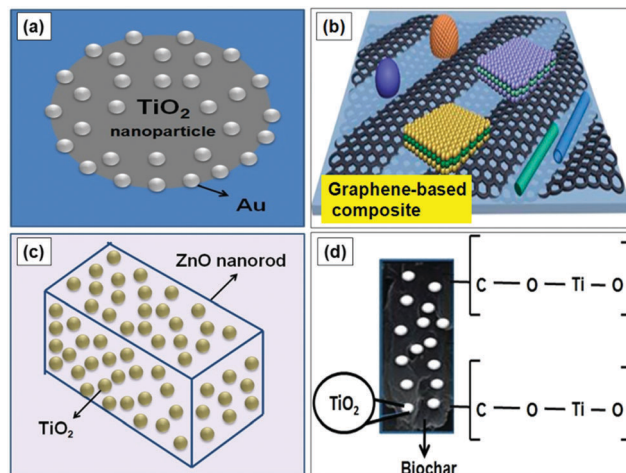 (a)
TiO2
nanoparticle
Au
(b)
Graphene-based
composite
(c)
ZnO nanorod
TiO2
(d)
C — O — Ti — O
TiO2
C — O — Ti — O
Biochar